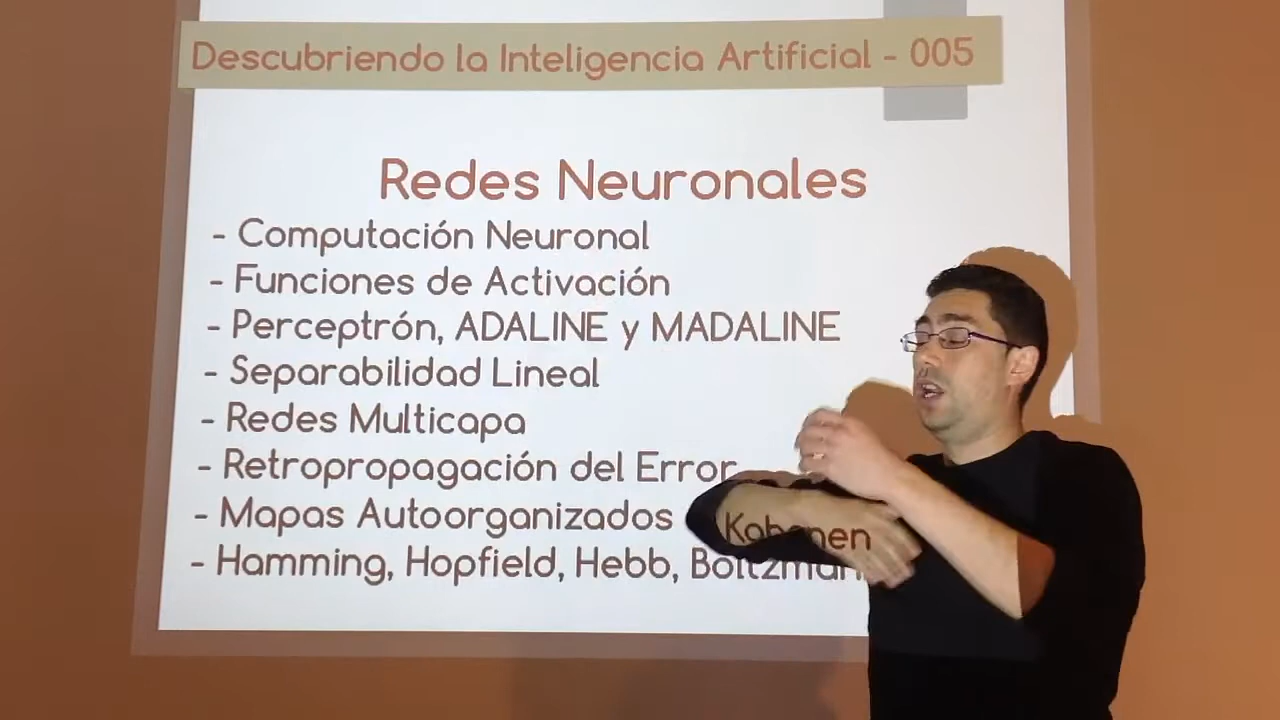 Descubriendo la Inteligencia Artificial - 005
Redes Neuronales
- Computación Neuronal
- Funciones de Activación
- Perceptrón, ADALINE y MADALINE
- Separabilidad Lineal
- Redes Multicapa
- Retropropagación del Error
- Mapas Autoorganizados Kohonen
- Hamming, Hopfield, Hebb, Boltzmann